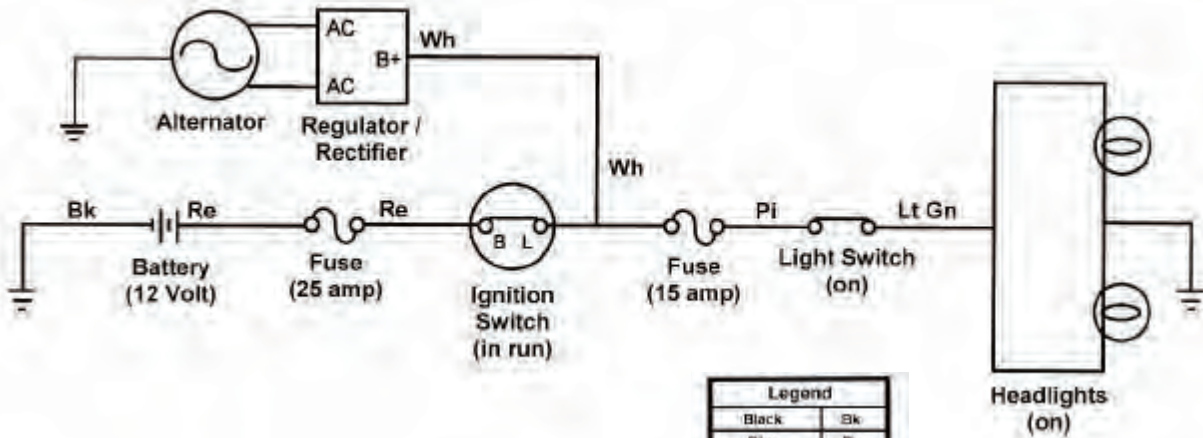 AC
Wh
B+
AC
Alternator
Regulator /
Rectifier
Wh
Bk
Re
Re
B L
Pi
Lt Gn
Battery
(12 Volt)
Fuse
(25 amp)
Ignition
Switch
(in run)
Fuse
(15 amp)
Light Switch
(on)
Headlights
(on)
Legend
Black Bk